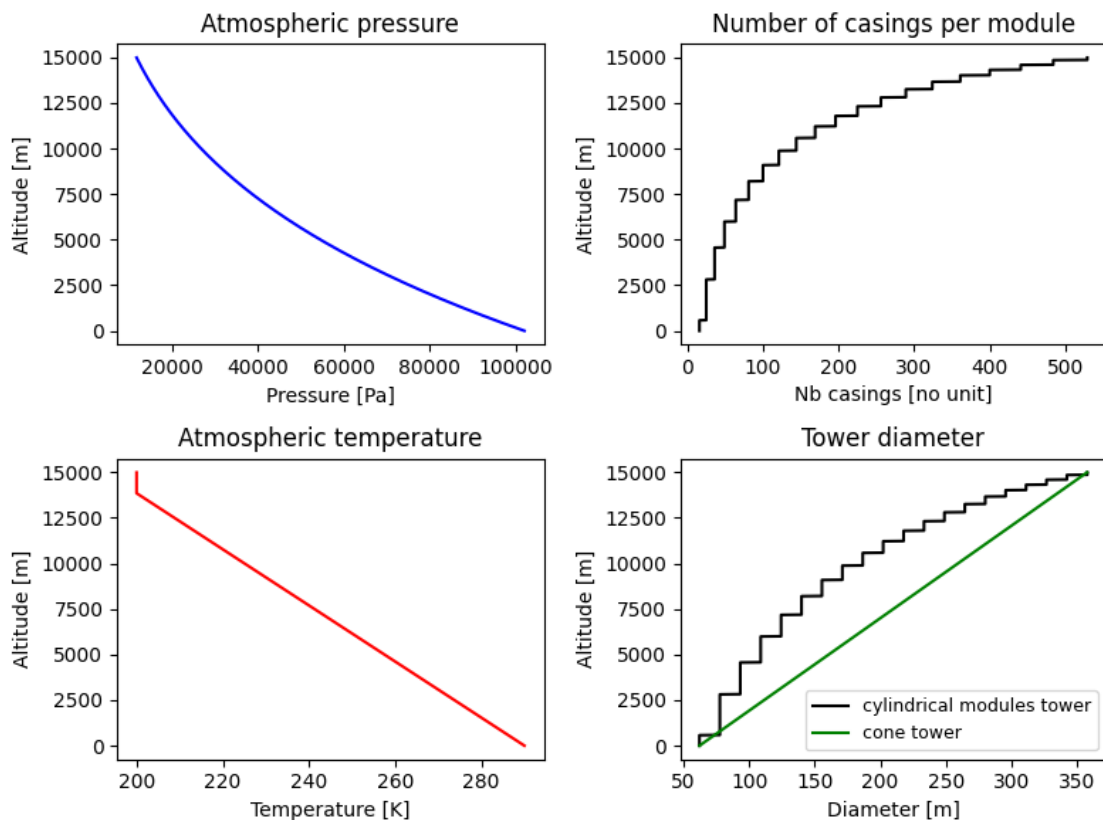 Atmospheric pressure
15000
12500
10000
7500
5000
2500
0
Altitude [m]
20000 40000 60000 80000 100000
Pressure [Pa]
Number of casings per module
15000
12500
10000
7500
5000
2500
0
Altitude [m]
0 100 200 300 400 500
Nb casings [no unit]
Atmospheric temperature
15000
12500
10000
7500
5000
2500
0
Altitude [m]
200 220 240 260 280
Temperature [K]
Tower diameter
15000
12500
10000
7500
5000
2500
0
Altitude [m]
cylindrical modules tower
cone tower
50 100 150 200 250 300 350
Diameter [m]